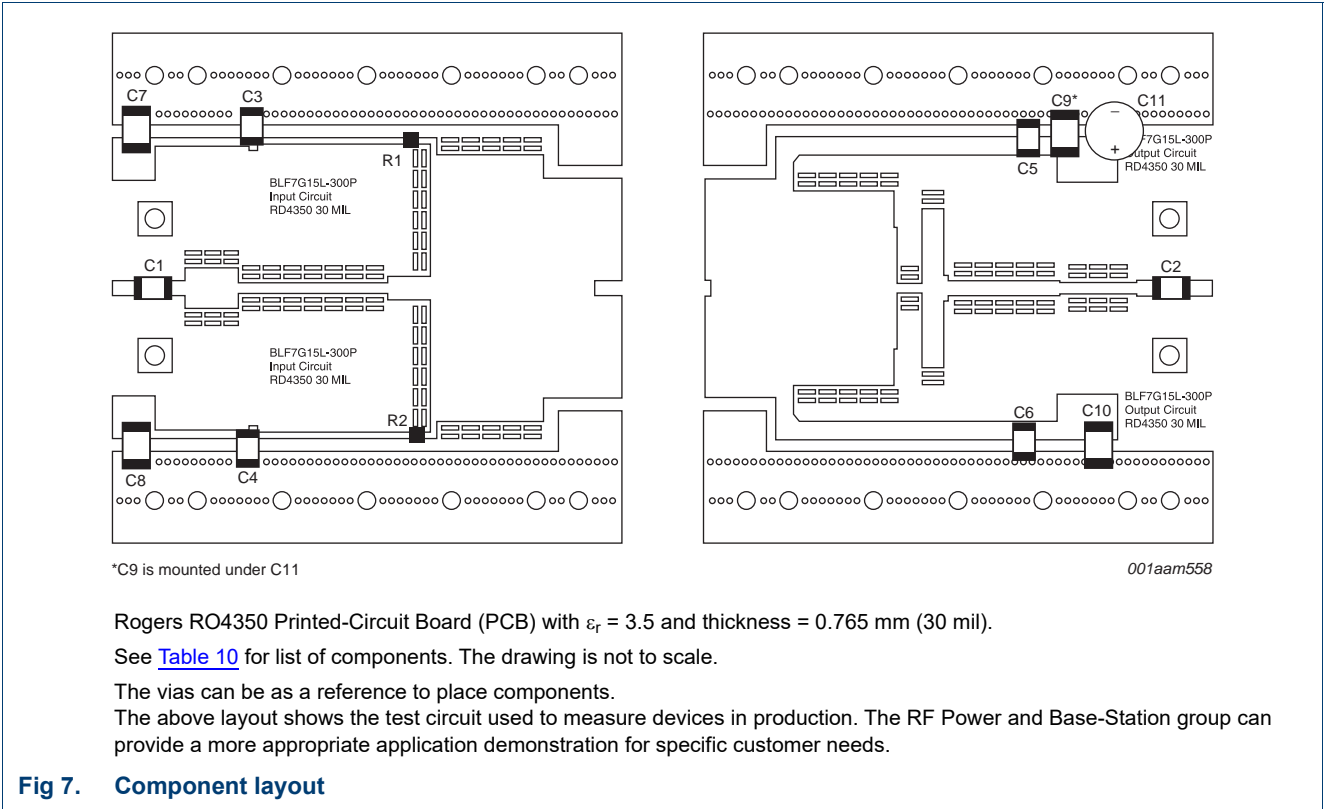 C7
C3
R1
BLF7G15L-300P
Input Circuit
RD4350 30 MIL
C1
BLF7G15L-300P
Input Circuit
RD4350 30 MIL
R2
C8
C4
C9*
C11
−
+
7G15L-300P
utput Circuit
RD4350 30 MIL
C5
C2
BLF7G15L-300P
Output Circuit
RD4350 30 MIL
C6
C10
*C9 is mounted under C11
001aam558
Rogers RO4350 Printed-Circuit Board (PCB) with εr = 3.5 and thickness = 0.765 mm (30 mil).
See Table 10 for list of components. The drawing is not to scale.
The vias can be as a reference to place components.
The above layout shows the test circuit used to measure devices in production. The RF Power and Base-Station group can
provide a more appropriate application demonstration for specific customer needs.
Fig 7. Component layout